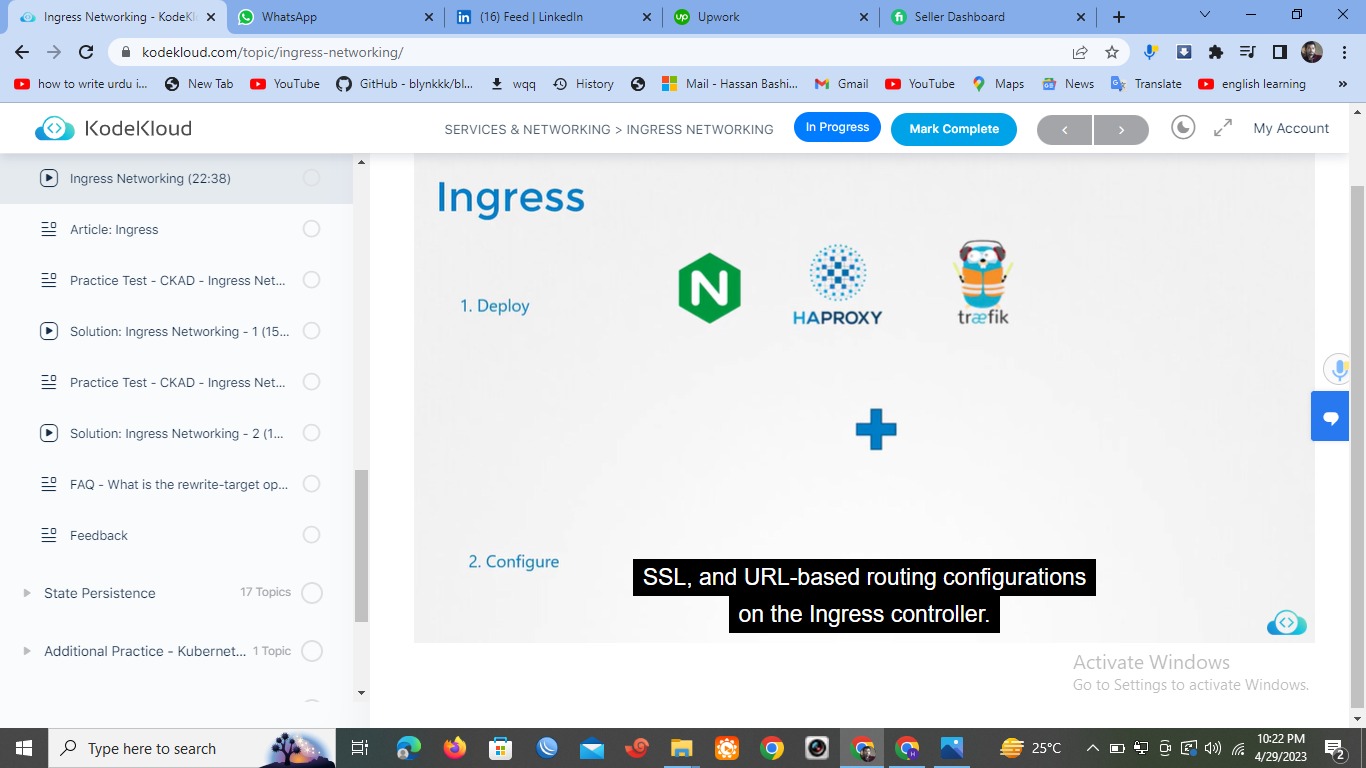 Ingress Networking - KodeKl
WhatsApp
(16) Feed | LinkedIn
Upwork
Seller Dashboard
kodekloud.com/topic/ingress-networking/
how to write urdu i...
New Tab
YouTube
GitHub - blynkkk/bl...
wqq
History
Mail - Hassan Bashi...
Gmail
YouTube
Maps
News
Translate
english learning
KodeKloud
SERVICES & NETWORKING > INGRESS NETWORKING
In Progress
Mark Complete
My Account
Ingress Networking (22:38)
Article: Ingress
Practice Test - CKAD - Ingress Net...
Solution: Ingress Networking - 1 (15...
Practice Test - CKAD - Ingress Net...
Solution: Ingress Networking - 2 (1...
FAQ - What is the rewrite-target op...
Feedback
State Persistence
17 Topics
Additional Practice - Kubernet...
1 Topic
Ingress
1. Deploy
N
HAPROXY
træfik
2. Configure
SSL, and URL-based routing configurations
on the Ingress controller.
Activate Windows
Go to Settings to activate Windows.
Type here to search
25°C
10:22 PM
4/29/2023
2